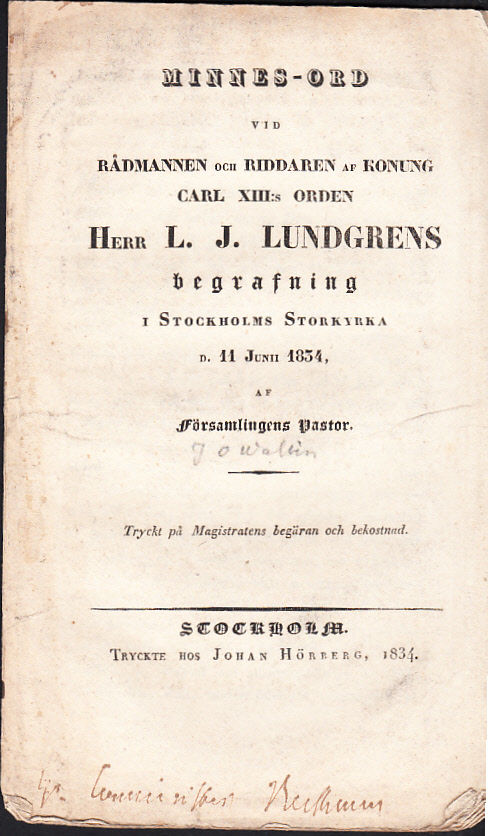 MINNES-ORD
VID
RÅDMANNEN OCH RIDDAREN AF KONUNG
CARL XIII:s ORDEN
HERR L. J. LUNDGRENS
begrafning
I STOCKHOLMS STORKYRKA
D. 11 JUNII 1834,
AF
Församlingens Pastor.
J O Wallin
Tryckt på Magistratens begäran och bekostnad.
STOCKHOLM.
TRYCKTE HOS JOHAN HÖRBERG, 1834.